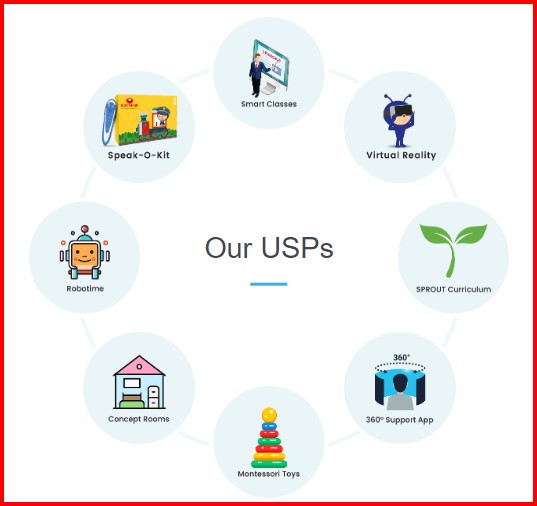 Smart Classes
Virtual Reality
SPROUT Curriculum
360°
360° Support App
Montessori Toys
Concept Rooms
Robotime
Speak-O-Kit
Our USPs